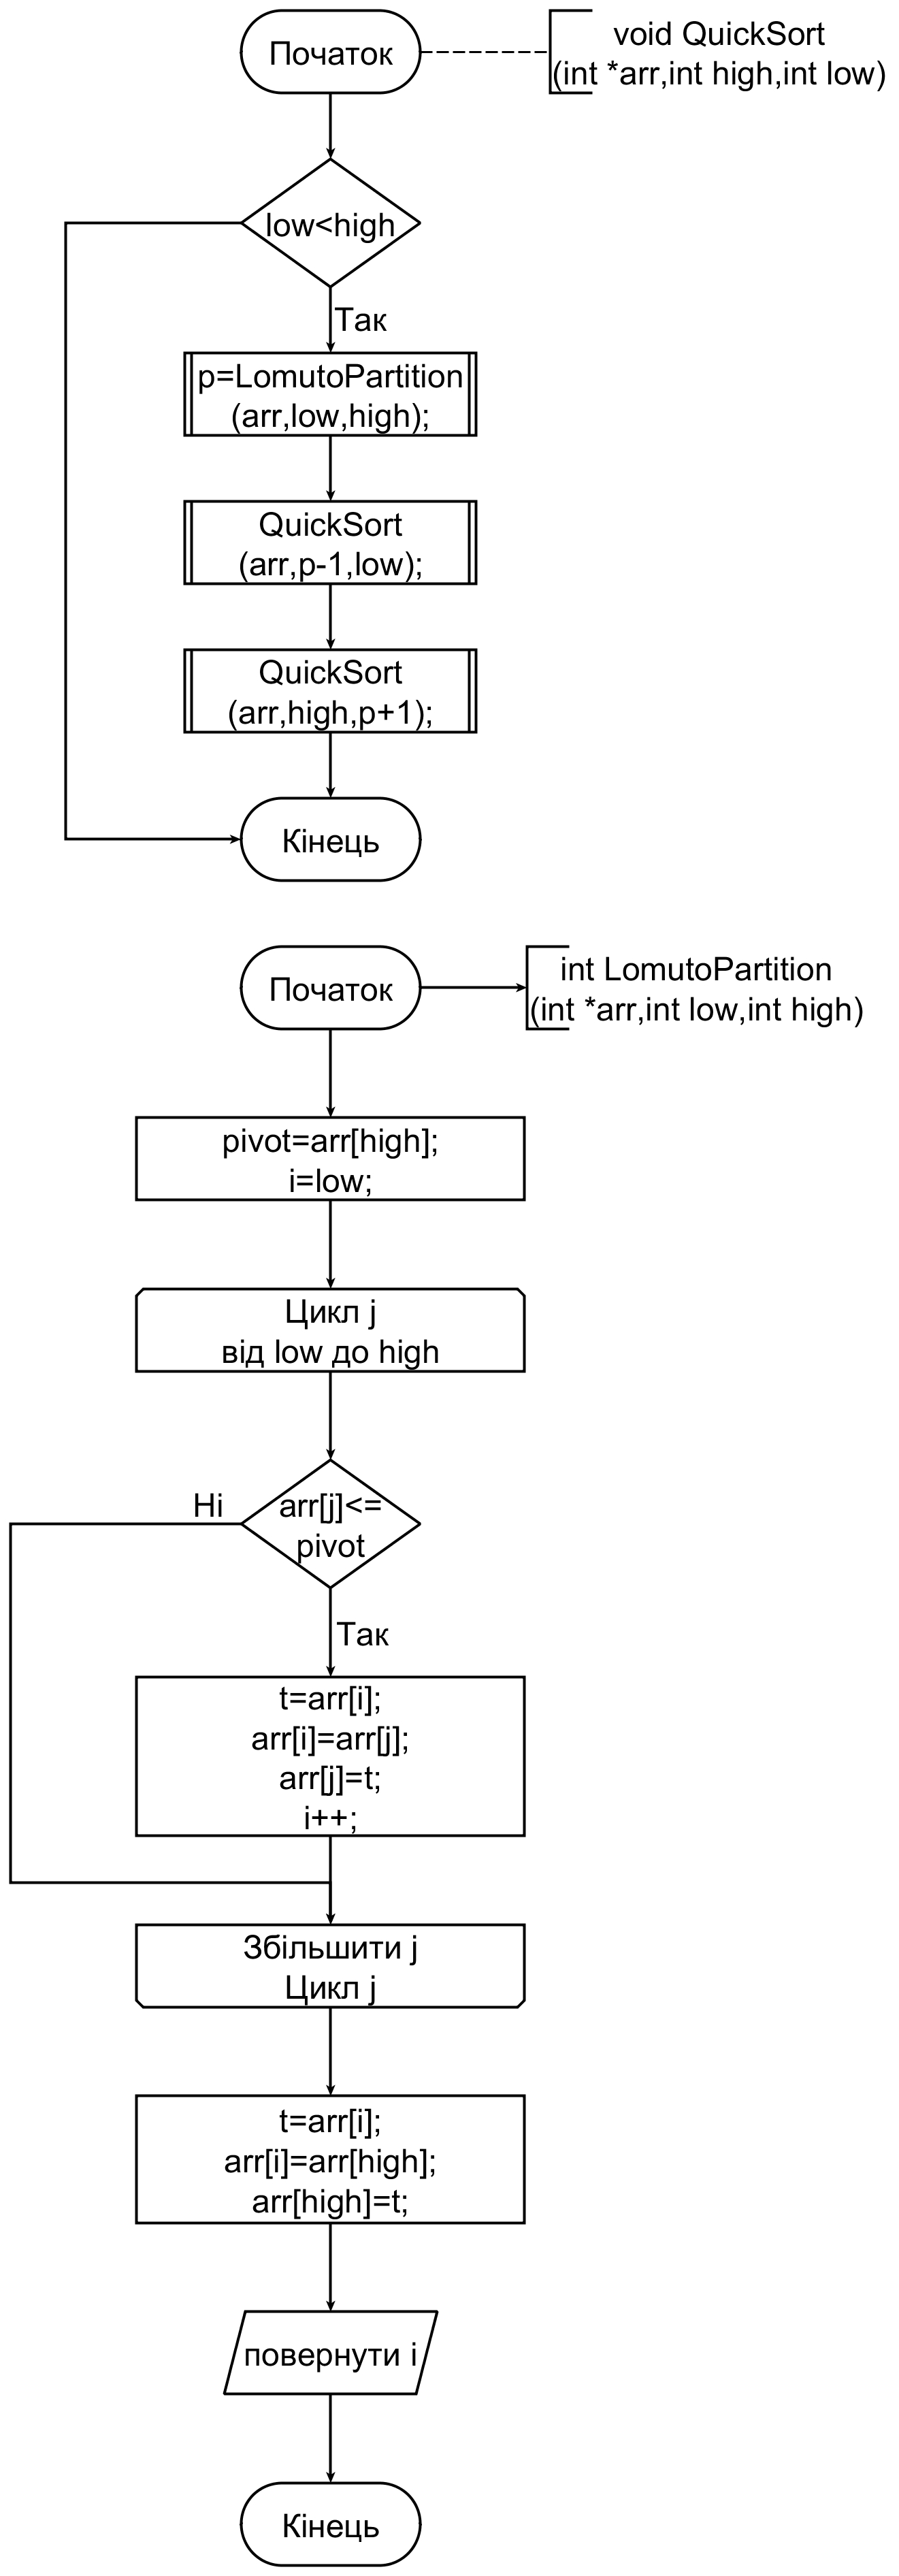 Початок
void QuickSort
(int *arr,int high,int low)
low<high
Так
p=LomutoPartition
(arr,low,high);
QuickSort
(arr,p-1,low);
QuickSort
(arr,high,p+1);
Кінець
Початок
int LomutoPartition
(int *arr,int low,int high)
pivot=arr[high];
i=low;
Цикл j
від low до high
Ні
arr[j]<=
pivot
Так
t=arr[i];
arr[i]=arr[j];
arr[j]=t;
i++;
Збільшити j
Цикл j
t=arr[i];
arr[i]=arr[high];
arr[high]=t;
повернути i
Кінець